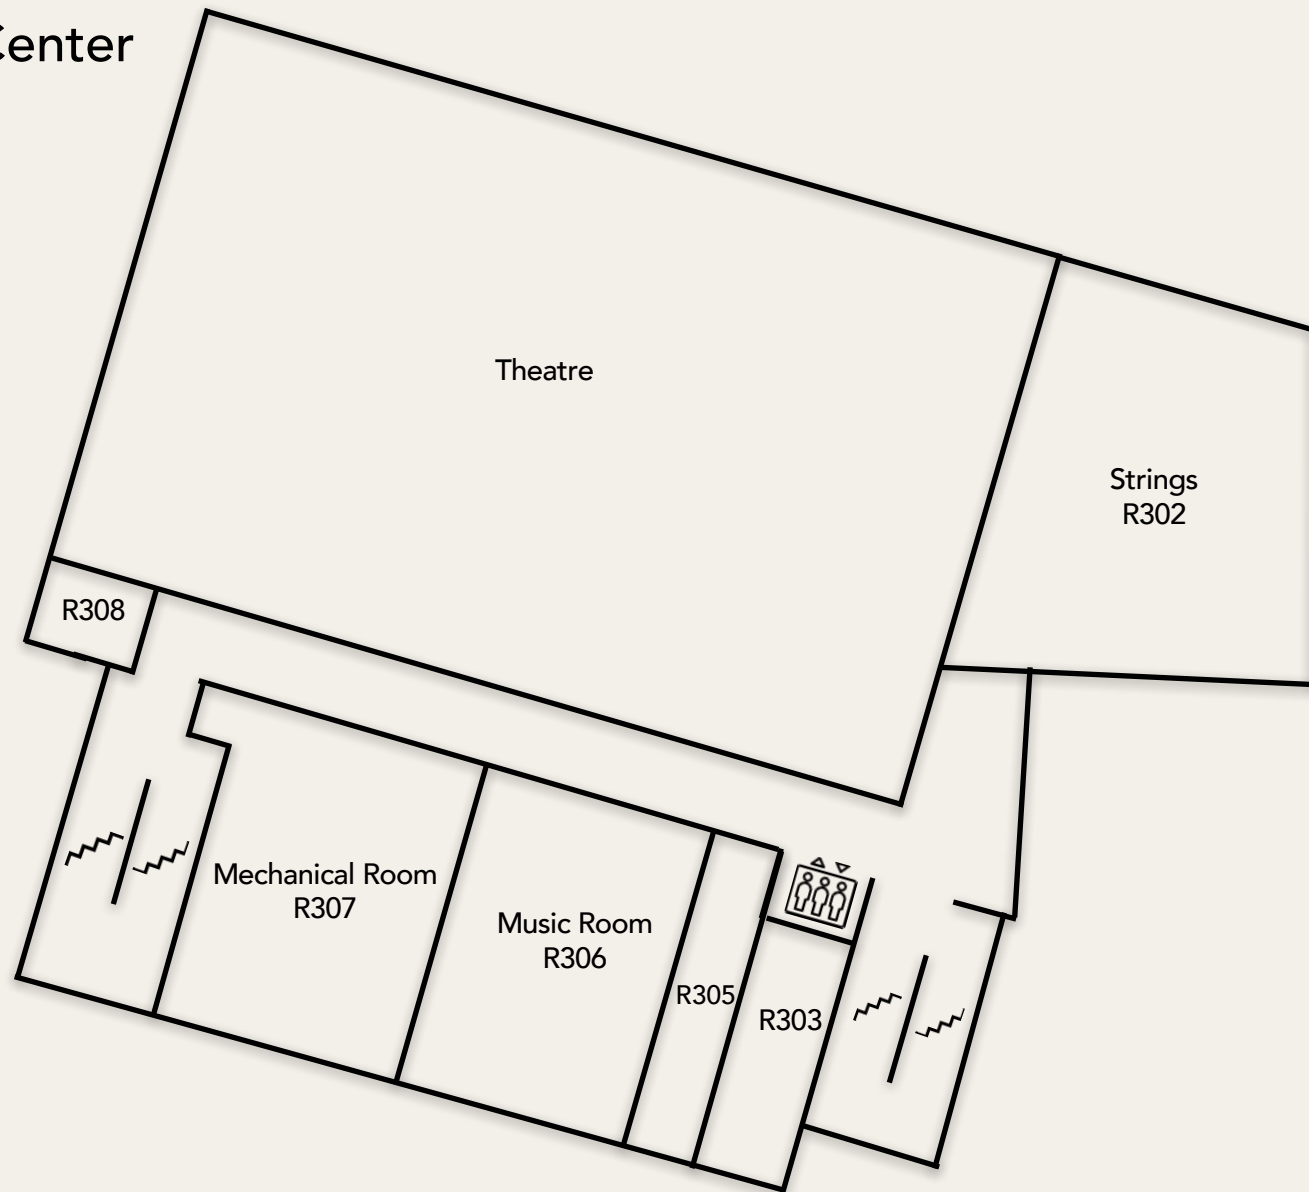 Center
Theatre
Strings
R302
R308
Mechanical Room
R307
Music Room
R306
R305
R303